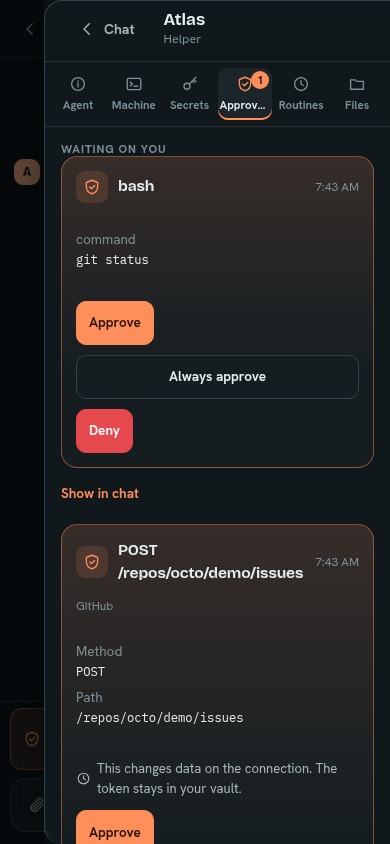 Chat
Atlas
Helper
Agent
Machine
Secrets
Approv...
1
Routines
Files
A
WAITING ON YOU
bash
7:43 AM
command
git status
Approve
Always approve
Deny
Show in chat
POST
/repos/octo/demo/issues
7:43 AM
GitHub
Method
POST
Path
/repos/octo/demo/issues
This changes data on the connection. The
token stays in your vault.
Approve